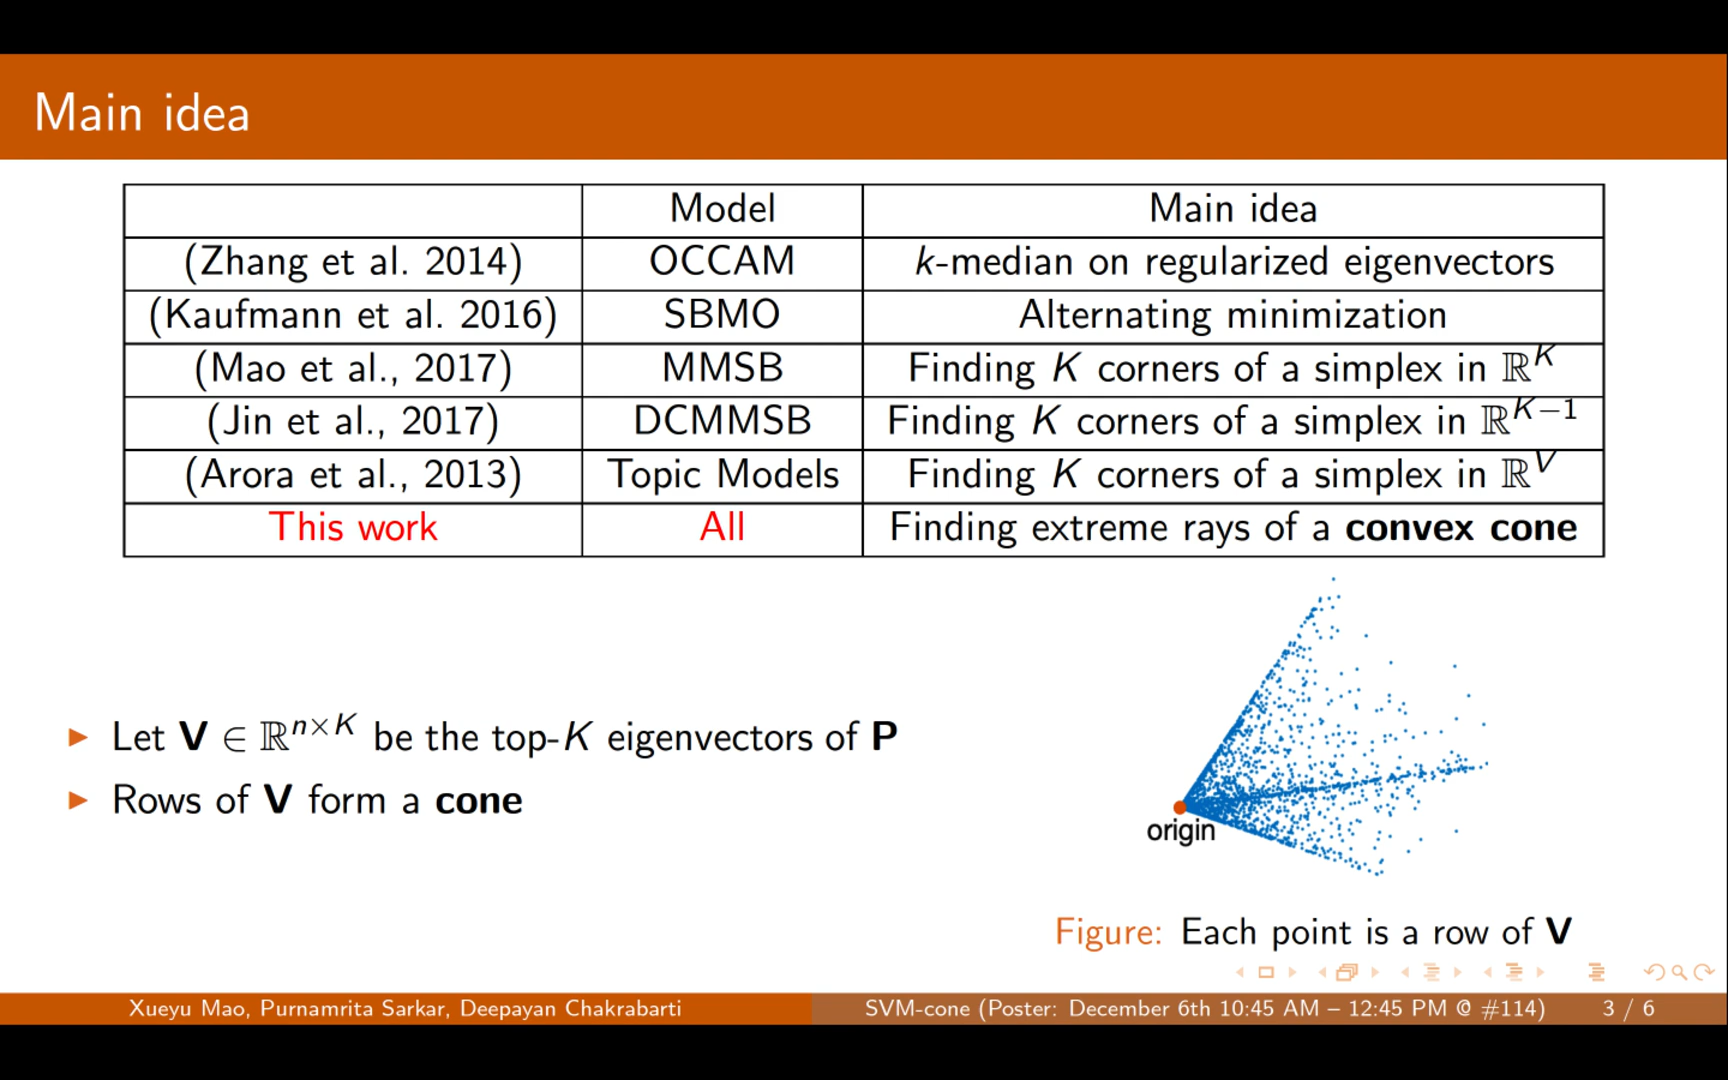 Main idea
Model Main idea
(Zhang et al. 2014) OCCAM k-median on regularized eigenvectors
(Kaufmann et al. 2016) SBMO Alternating minimization
(Mao et al., 2017) MMSB Finding K corners of a simplex in ℝ^K
(Jin et al., 2017) DCMMSB Finding K corners of a simplex in ℝ^{K−1}
(Arora et al., 2013) Topic Models Finding K corners of a simplex in ℝ^V
This work All Finding extreme rays of a convex cone
▶ Let V ∈ ℝ^{n×K} be the top-K eigenvectors of P
▶ Rows of V form a cone
origin
Figure: Each point is a row of V
Xueyu Mao, Purnamrita Sarkar, Deepayan Chakrabarti SVM-cone (Poster: December 6th 10:45 AM – 12:45 PM @ #114) 3 / 6